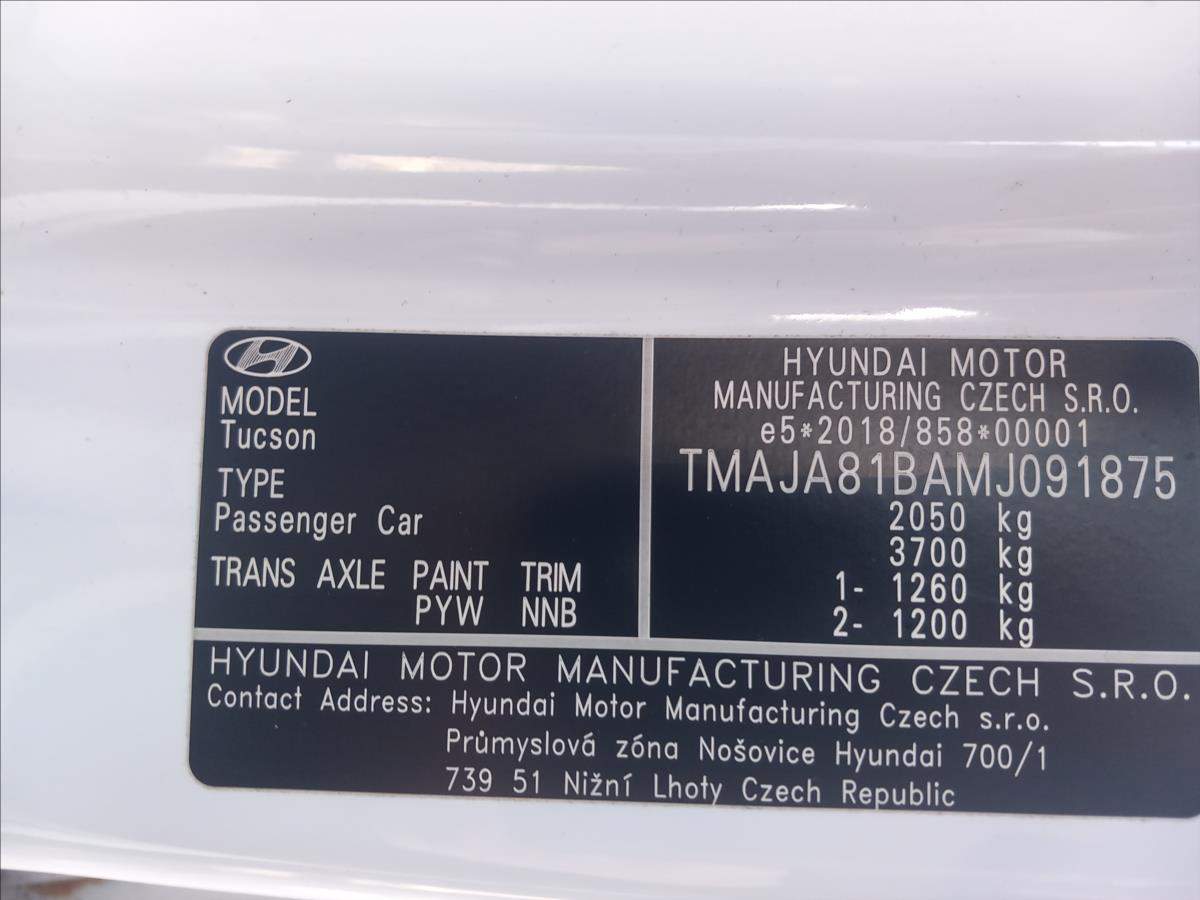 MODEL
Tucson
TYPE
Passenger Car
TRANS AXLE PAINT TRIM
PYW NNB
HYUNDAI MOTOR
MANUFACTURING CZECH S.R.O.
e5*2018/858*00001
TMAJA81BAMJ091875
2050 kg
3700 kg
1- 1260 kg
2- 1200 kg
HYUNDAI MOTOR MANUFACTURING CZECH S.R.O.
Contact Address: Hyundai Motor Manufacturing Czech s.r.o.
Průmyslová zóna Nošovice Hyundai 700/1
739 51 Nižní Lhoty Czech Republic